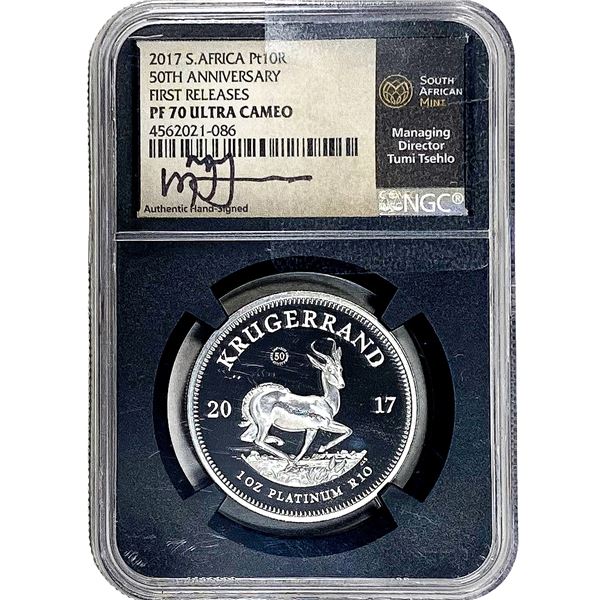 2017 S.AFRICA Pt10R
50TH ANNIVERSARY
FIRST RELEASES
PF 70 ULTRA CAMEO
4562021-086
Authentic Hand-Signed
SOUTH
AFRICAN
MINT
Managing
Director
Tumi Tsehlo
NGC®
KRUGERRAND
50
20 17
1 OZ PLATINUM R10